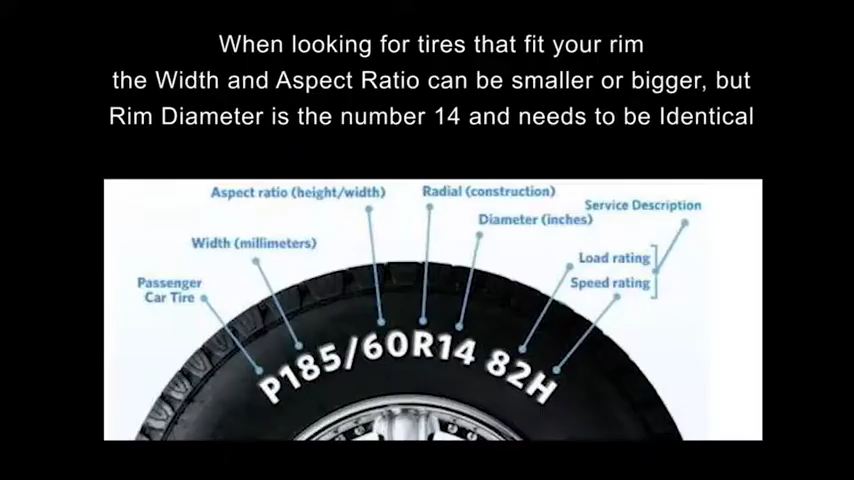 When looking for tires that fit your rim
the Width and Aspect Ratio can be smaller or bigger, but
Rim Diameter is the number 14 and needs to be Identical
Aspect ratio (height/width)
Radial (construction)
Service Description
Diameter (inches)
Width (millimeters)
Load rating
Speed rating
Passenger
Car Tire
P185/60R14 82H